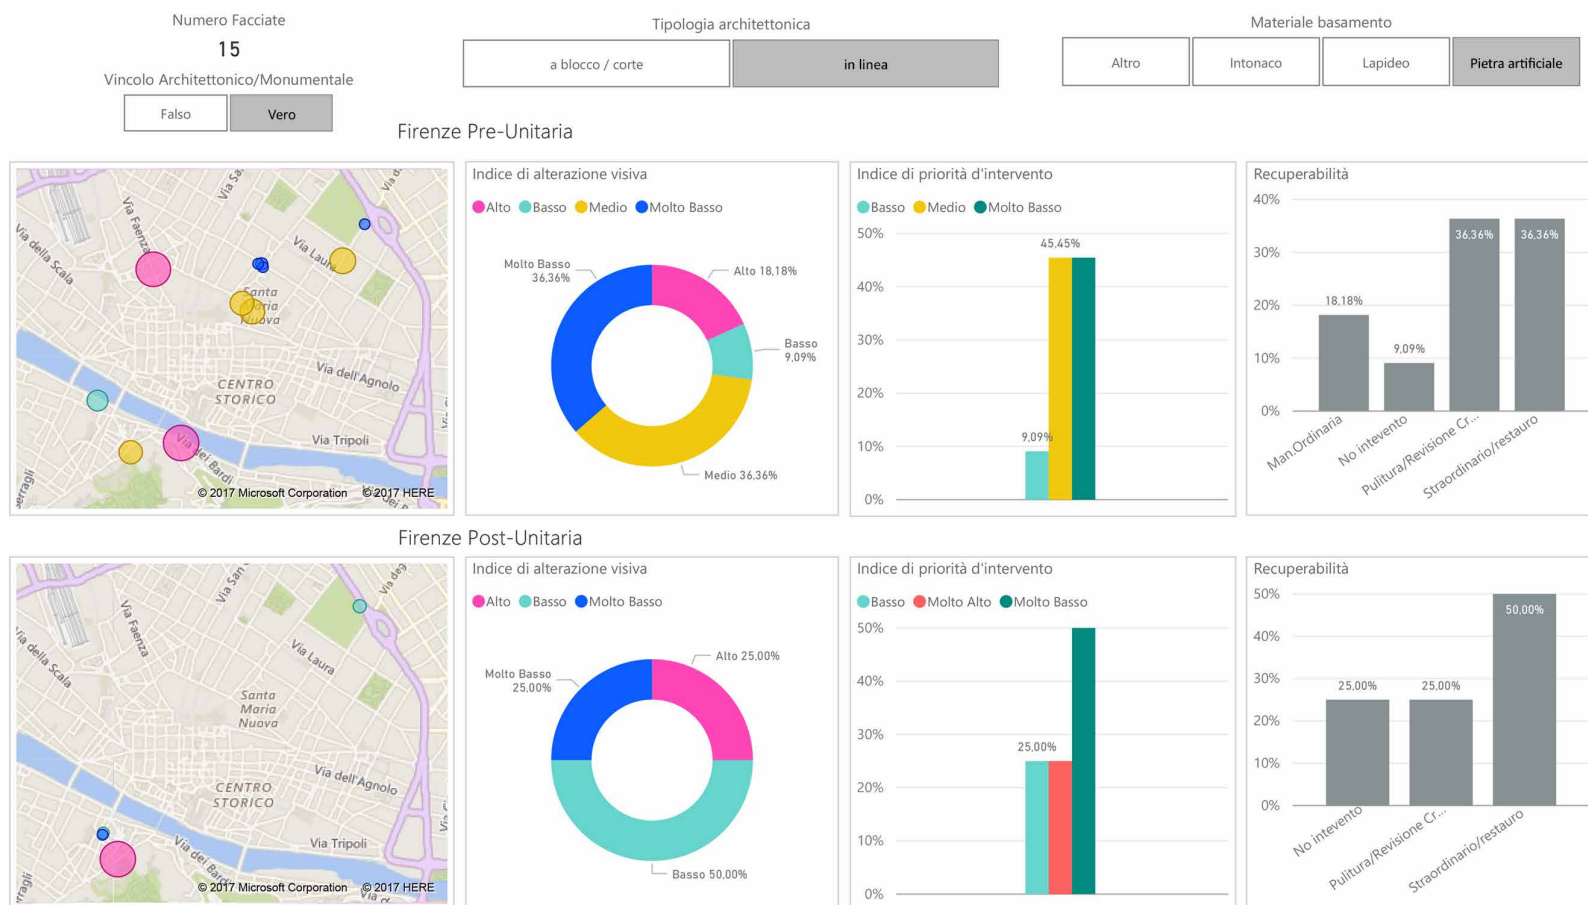 Numero Facciate
15
Vincolo Architettonico/Monumentale
Falso
Vero
Tipologia architettonica
a blocco / corte
in linea
Materiale basamento
Altro
Intonaco
Lapideo
Pietra artificiale
Firenze Pre-Unitaria
Via Faenza
Via della Scala
Via Laura
Santa
Maria
Nuova
Via dell'Agnolo
CENTRO
STORICO
Via Tripoli
Via dei Bardi
© 2017 Microsoft Corporation © 2017 HERE
Indice di alterazione visiva
Alto Basso Medio Molto Basso
Molto Basso
36,36%
Alto 18,18%
Basso
9,09%
Medio 36,36%
Indice di priorità d'intervento
Basso Medio Molto Basso
50%
40%
30%
20%
10%
0%
45,45%
9,09%
Recuperabilità
40%
30%
20%
10%
0%
18,18%
9,09%
36,36%
36,36%
Man.Ordinaria
No intevento
Pulitura/Revisione Cr...
Straordinario/restauro
Firenze Post-Unitaria
Via Faenza
Via della Scala
Via Laura
Santa
Maria
Nuova
Via dell'Agnolo
CENTRO
STORICO
Via Tripoli
Via dei Bardi
© 2017 Microsoft Corporation © 2017 HERE
Indice di alterazione visiva
Alto Basso Molto Basso
Molto Basso
25,00%
Alto 25,00%
Basso 50,00%
Indice di priorità d'intervento
Basso Molto Alto Molto Basso
50%
40%
30%
20%
10%
0%
25,00%
Recuperabilità
50%
40%
30%
20%
10%
0%
25,00%
25,00%
50,00%
No intevento
Pulitura/Revisione Cr...
Straordinario/restauro